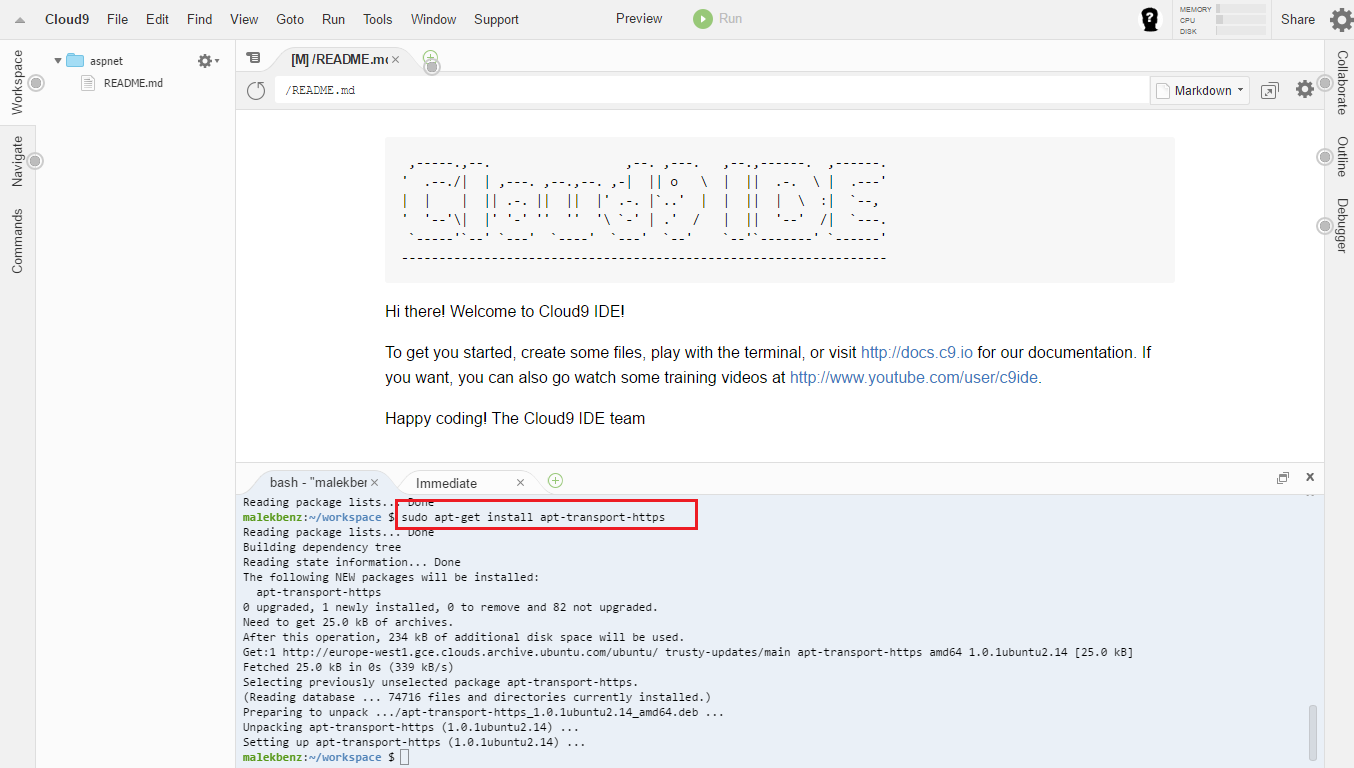 Cloud9 File Edit Find View Goto Run Tools Window Support Preview Run MEMORY CPU DISK Share
Workspace
Navigate
Commands
aspnet
README.md
[M] /README.mc
/README.md
Markdown
Collaborate
Outline
Debugger
 ,-----.,--.                  ,--. ,---.   ,--.,------.  ,------.
'  .--./|  | ,---. ,--.,--. ,-|  || o   \  |  ||  .-.  \ |  .---'
|  |    |  || .-. ||  ||  |' .-. |`..'  |  |  ||  |  \  :|  `--,
'  '--'\|  |' '-' ''  ''  '\ `-' | .'  /   |  ||  '--'  /|  `---.
 `-----'`--' `---'  `----'  `---'  `--'    `--'`-------' `------'
-----------------------------------------------------------------
Hi there! Welcome to Cloud9 IDE!
To get you started, create some files, play with the terminal, or visit http://docs.c9.io for our documentation. If
you want, you can also go watch some training videos at http://www.youtube.com/user/c9ide.
Happy coding! The Cloud9 IDE team
bash - "malekber Immediate
Reading package lists... Done
malekbenz:~/workspace $ sudo apt-get install apt-transport-https
Reading package lists... Done
Building dependency tree
Reading state information... Done
The following NEW packages will be installed:
  apt-transport-https
0 upgraded, 1 newly installed, 0 to remove and 82 not upgraded.
Need to get 25.0 kB of archives.
After this operation, 234 kB of additional disk space will be used.
Get:1 http://europe-west1.gce.clouds.archive.ubuntu.com/ubuntu/ trusty-updates/main apt-transport-https amd64 1.0.1ubuntu2.14 [25.0 kB]
Fetched 25.0 kB in 0s (339 kB/s)
Selecting previously unselected package apt-transport-https.
(Reading database ... 74716 files and directories currently installed.)
Preparing to unpack .../apt-transport-https_1.0.1ubuntu2.14_amd64.deb ...
Unpacking apt-transport-https (1.0.1ubuntu2.14) ...
Setting up apt-transport-https (1.0.1ubuntu2.14) ...
malekbenz:~/workspace $